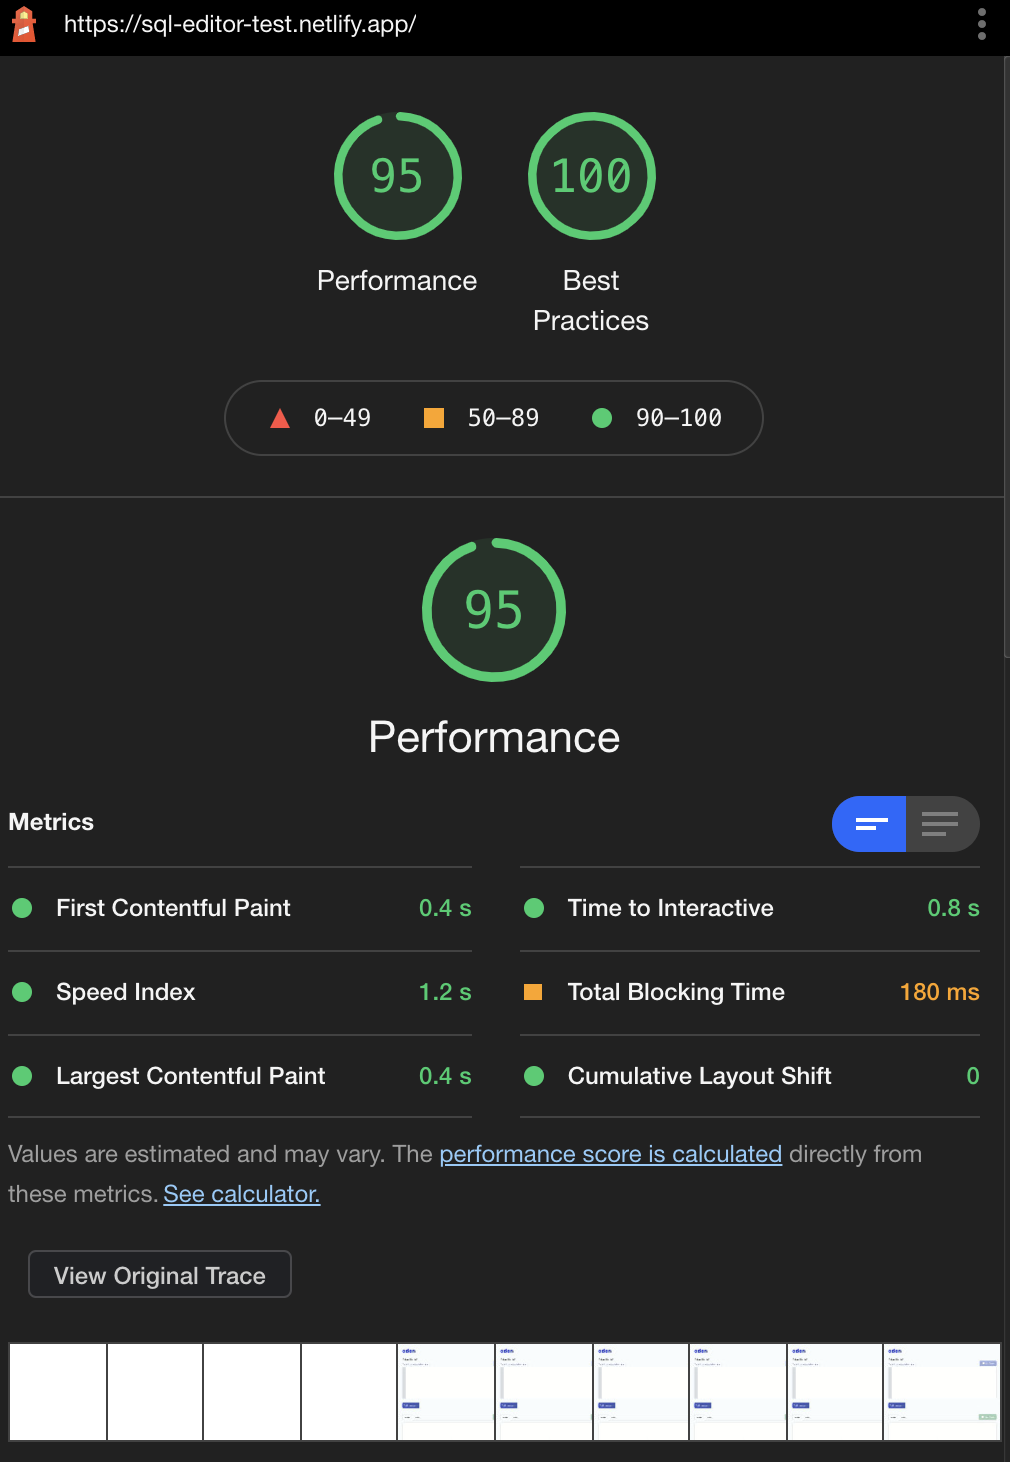 https://sql-editor-test.netlify.app/
95
100
Performance
Best
Practices
0–49
50–89
90–100
95
Performance
Metrics
First Contentful Paint 0.4 s
Time to Interactive 0.8 s
Speed Index 1.2 s
Total Blocking Time 180 ms
Largest Contentful Paint 0.4 s
Cumulative Layout Shift 0
Values are estimated and may vary. The performance score is calculated directly from
these metrics. See calculator.
View Original Trace